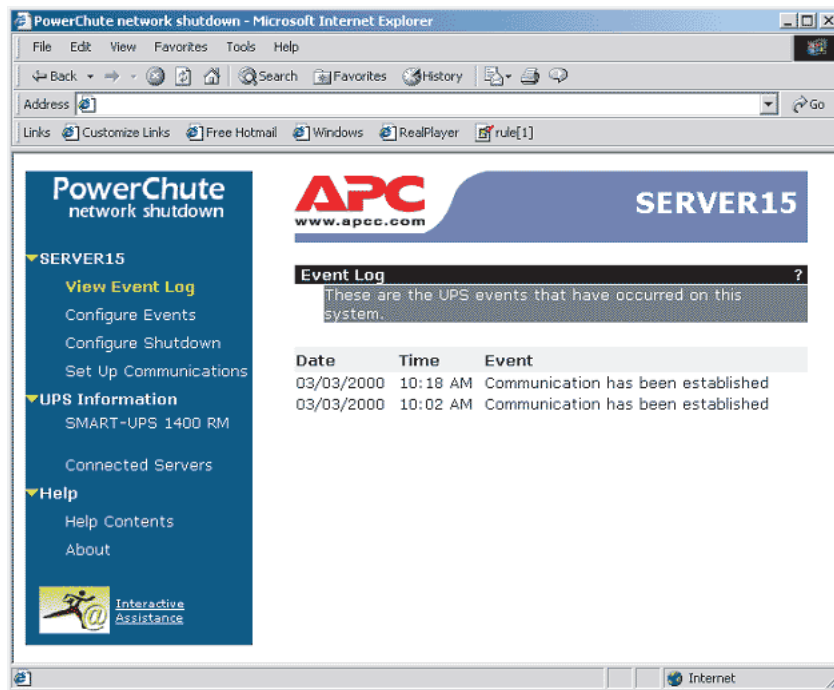 PowerChute network shutdown - Microsoft Internet Explorer
File Edit View Favorites Tools Help
Back Search Favorites History
Address Go
Links Customize Links Free Hotmail Windows RealPlayer rule[1]
PowerChute
network shutdown
SERVER15
View Event Log
Configure Events
Configure Shutdown
Set Up Communications
UPS Information
SMART-UPS 1400 RM
Connected Servers
Help
Help Contents
About
Interactive
Assistance
APC
www.apcc.com
SERVER15
Event Log ?
These are the UPS events that have occurred on this
system.
Date Time Event
03/03/2000 10:18 AM Communication has been established
03/03/2000 10:02 AM Communication has been established
Internet